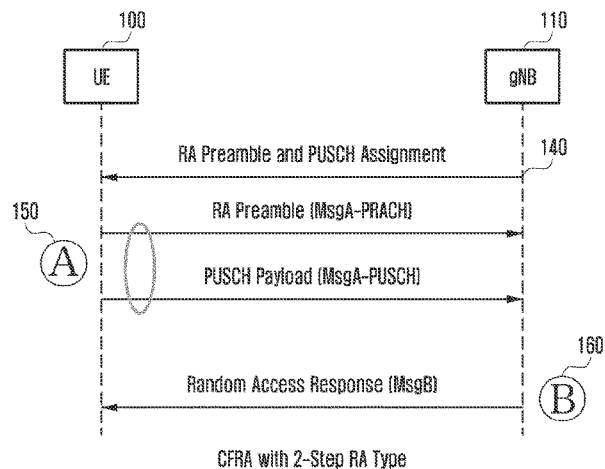 100
110
UE
gNB
RA Preamble and PUSCH Assignment
140
150
RA Preamble (MsgA-PRACH)
A
PUSCH Payload (MsgA-PUSCH)
160
Random Access Response (MsgB)
B
CFRA with 2-Step RA Type